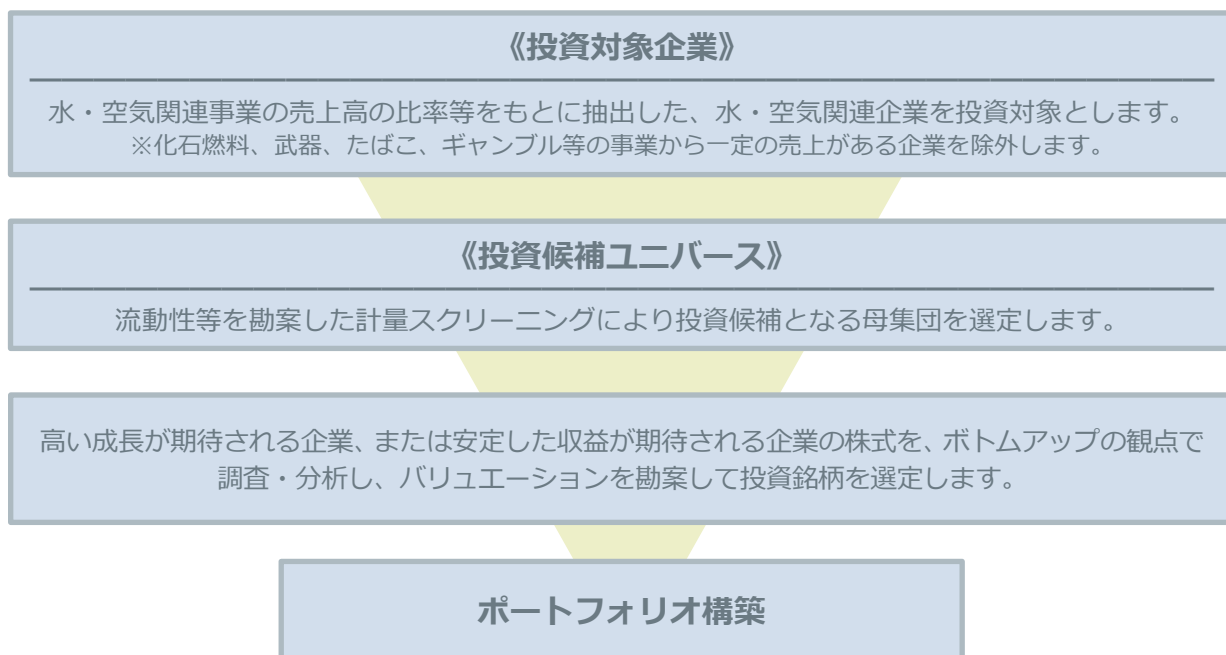 《投資対象企業》
水・空気関連事業の売上高の比率等をもとに抽出した、水・空気関連企業を投資対象とします。
※化石燃料、武器、たばこ、ギャンブル等の事業から一定の売上がある企業を除外します。
《投資候補ユニバース》
流動性等を勘案した計量スクリーニングにより投資候補となる母集団を選定します。
高い成長が期待される企業、または安定した収益が期待される企業の株式を、ボトムアップの観点で
調査・分析し、バリュエーションを勘案して投資銘柄を選定します。
ポートフォリオ構築